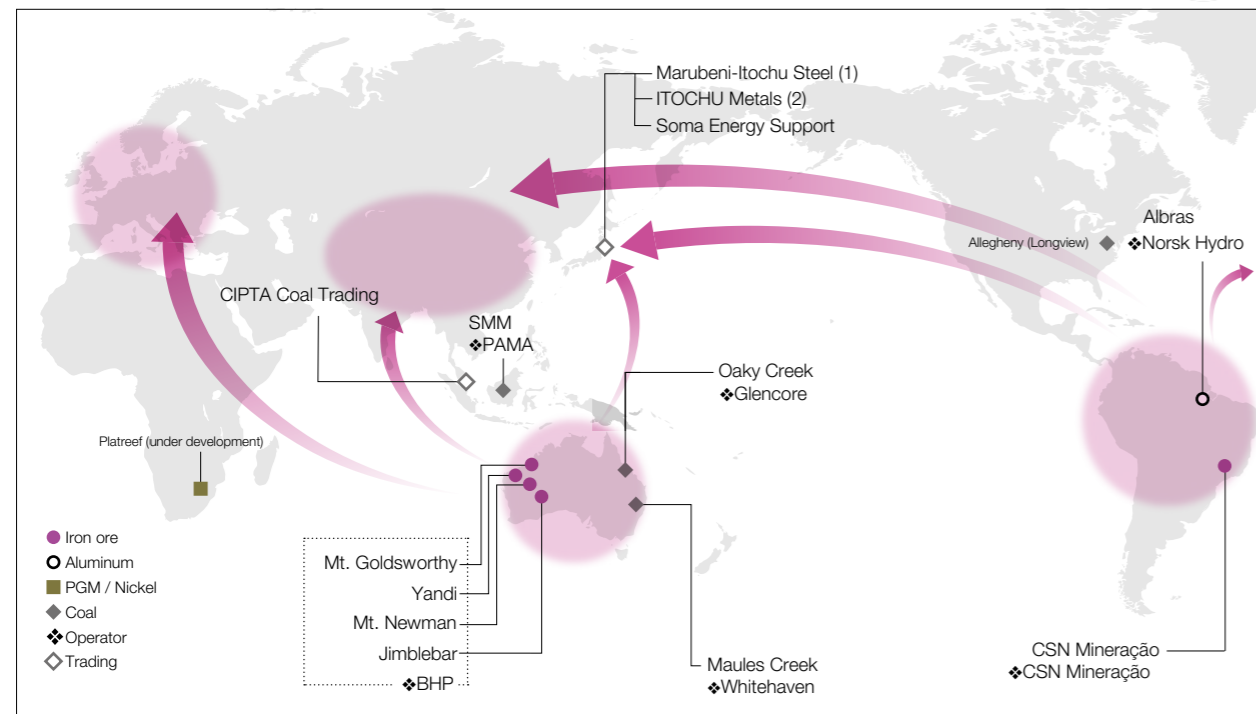 Marubeni-Itochu Steel (1)
ITOCHU Metals (2)
Soma Energy Support
Albras
Allegheny (Longview)
❖Norsk Hydro
CIPTA Coal Trading
SMM
❖PAMA
Oaky Creek
❖Glencore
Platreef (under development)
Iron ore
Aluminum
PGM / Nickel
Coal
❖Operator
Trading
Mt. Goldsworthy
Yandi
Mt. Newman
Jimblebar
❖BHP
Maules Creek
❖Whitehaven
CSN Mineração
❖CSN Mineração